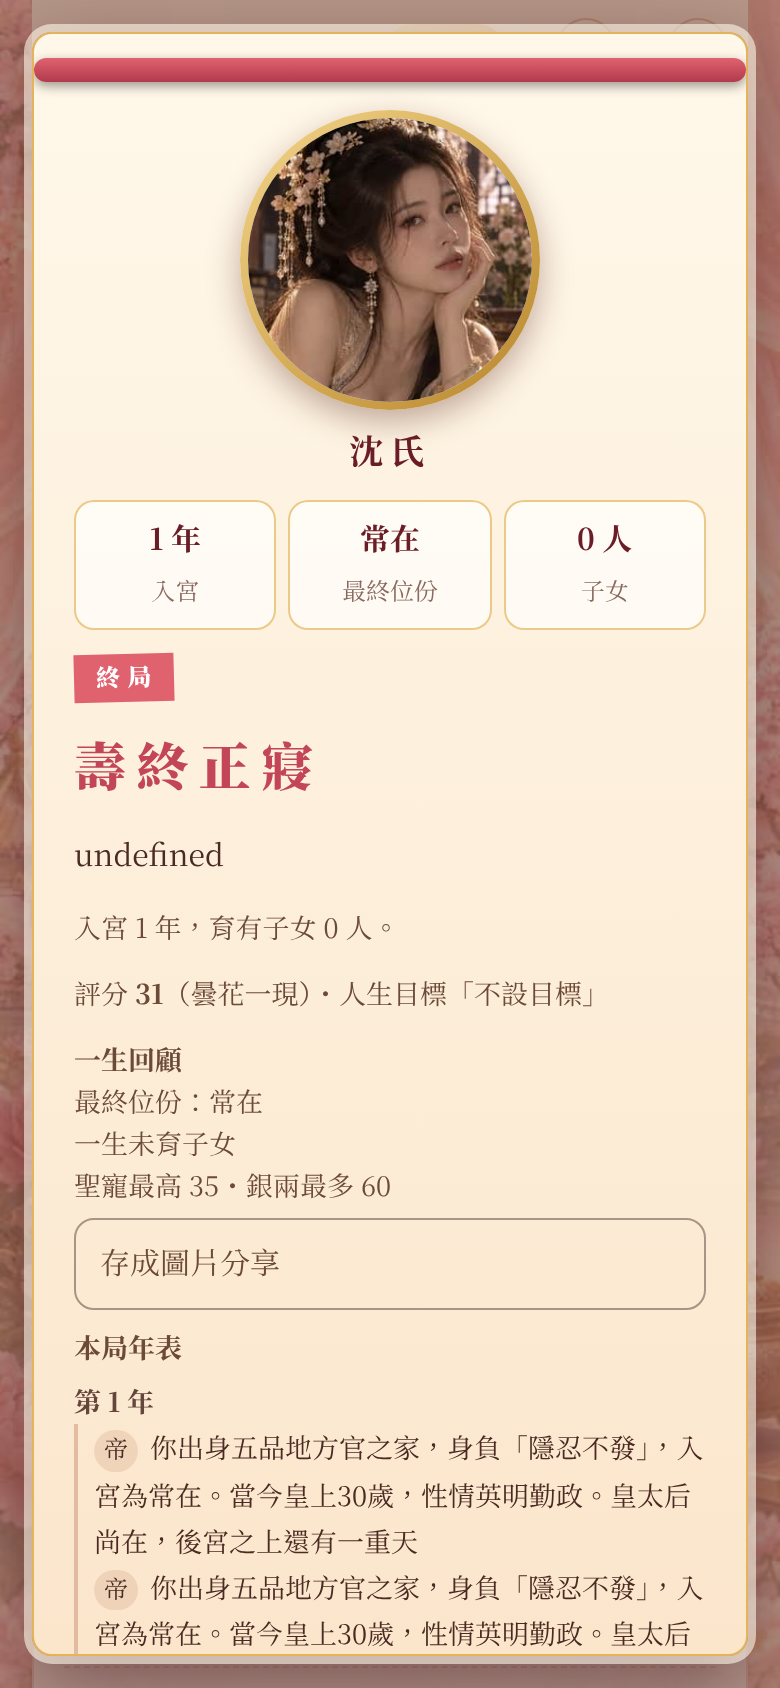 沈氏
1 年
常在
0 人
入宮
最終位份
子女
終局
壽終正寢
undefined
入宮 1 年，育有子女 0 人。
評分 31（曇花一現）・人生目標「不設目標」
一生回顧
最終位份：常在
一生未育子女
聖寵最高 35・銀兩最多 60
存成圖片分享
本局年表
第 1 年
帝 你出身五品地方官之家，身負「隱忍不發」，入
宮為常在。當今皇上30歲，性情英明勤政。皇太后
尚在，後宮之上還有一重天
帝 你出身五品地方官之家，身負「隱忍不發」，入
宮為常在。當今皇上30歲，性情英明勤政。皇太后